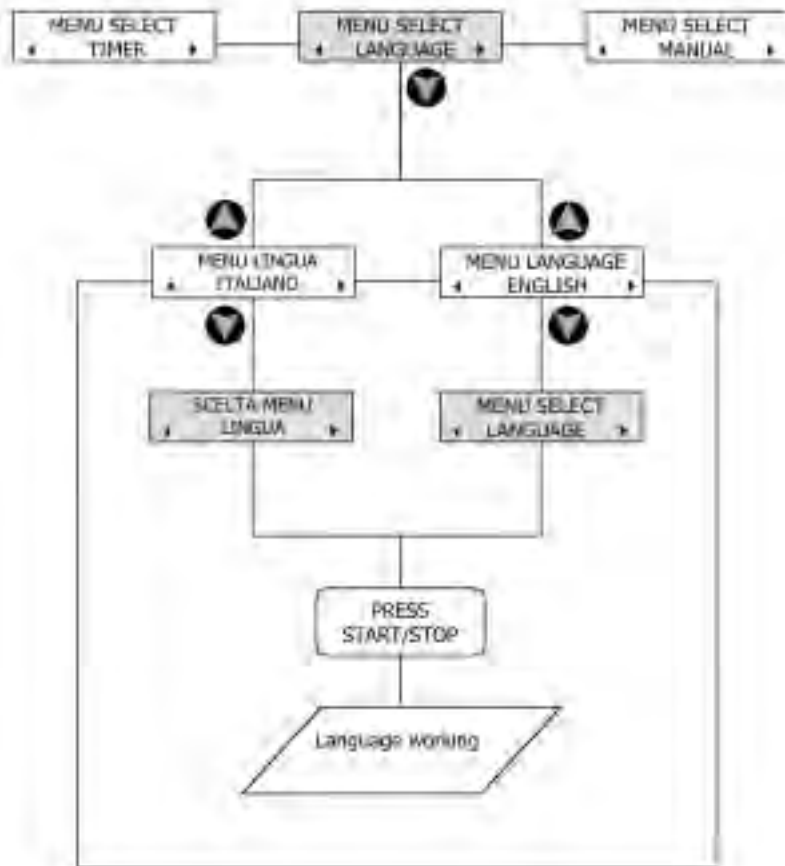 MENU SELECT
TIMER
MENU SELECT
LANGUAGE
MENU SELECT
MANUAL
MENU LINGUA
ITALIANO
MENU LANGUAGE
ENGLISH
SCELTA MENU
LINGUA
MENU SELECT
LANGUAGE
PRESS
START/STOP
Language working